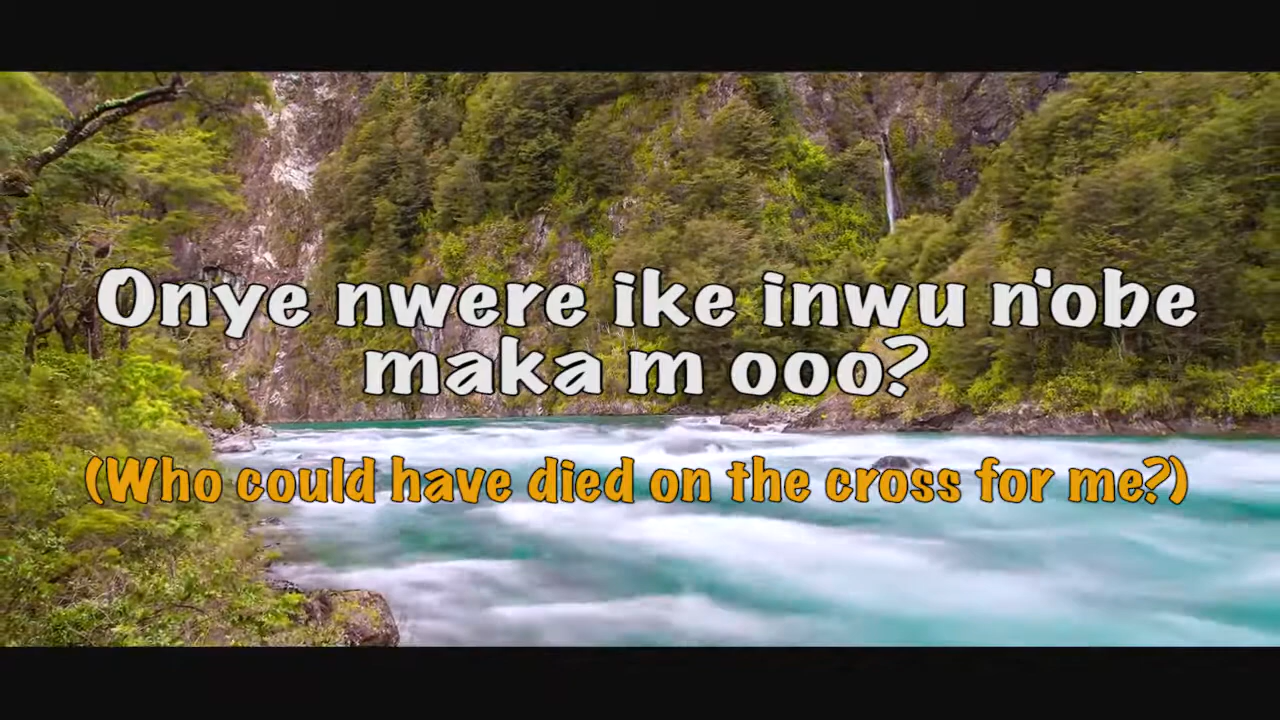 Onye nwere ike inwu n'obe
maka m ooo?
(Who could have died on the cross for me?)